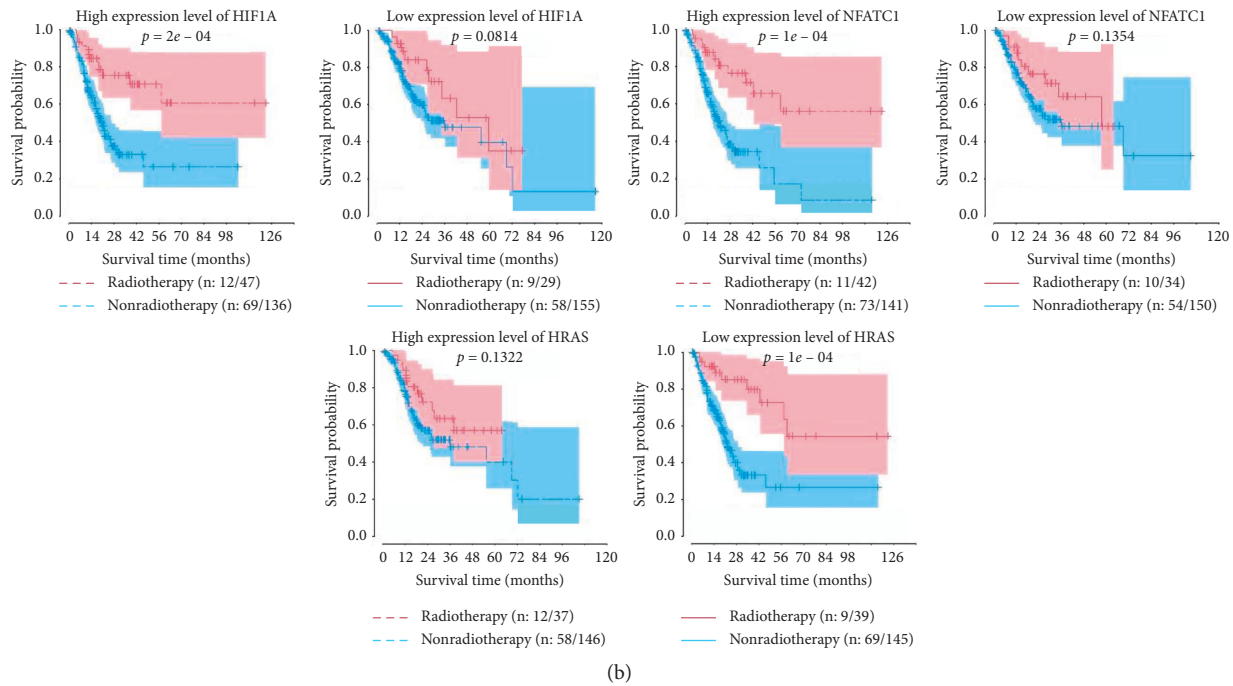 High expression level of HIF1A
p = 2e − 04
Survival probability
1.0
0.8
0.6
0.4
0.2
0.0
0 14 28 42 56 70 84 98 126
Survival time (months)
Radiotherapy (n: 12/47)
Nonradiotherapy (n: 69/136)
Low expression level of HIF1A
p = 0.0814
Survival probability
1.0
0.8
0.6
0.4
0.2
0.0
0 12 24 36 48 60 72 84 96 120
Survival time (months)
Radiotherapy (n: 9/29)
Nonradiotherapy (n: 58/155)
High expression level of NFATC1
p = 1e − 04
Survival probability
1.0
0.8
0.6
0.4
0.2
0.0
0 14 28 42 56 70 84 98 126
Survival time (months)
Radiotherapy (n: 11/42)
Nonradiotherapy (n: 73/141)
Low expression level of NFATC1
p = 0.1354
Survival probability
1.0
0.8
0.6
0.4
0.2
0.0
0 12 24 36 48 60 72 84 96 120
Survival time (months)
Radiotherapy (n: 10/34)
Nonradiotherapy (n: 54/150)
High expression level of HRAS
p = 0.1322
Survival probability
1.0
0.8
0.6
0.4
0.2
0.0
0 12 24 36 48 60 72 84 96 120
Survival time (months)
Radiotherapy (n: 12/37)
Nonradiotherapy (n: 58/146)
Low expression level of HRAS
p = 1e − 04
Survival probability
1.0
0.8
0.6
0.4
0.2
0.0
0 14 28 42 56 70 84 98 126
Survival time (months)
Radiotherapy (n: 9/39)
Nonradiotherapy (n: 69/145)
(b)